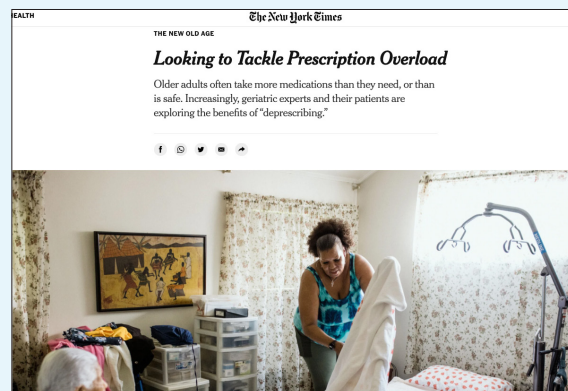 HEALTH
The New York Times
THE NEW OLD AGE
Looking to Tackle Prescription Overload
Older adults often take more medications than they need, or than
is safe. Increasingly, geriatric experts and their patients are
exploring the benefits of “deprescribing.”